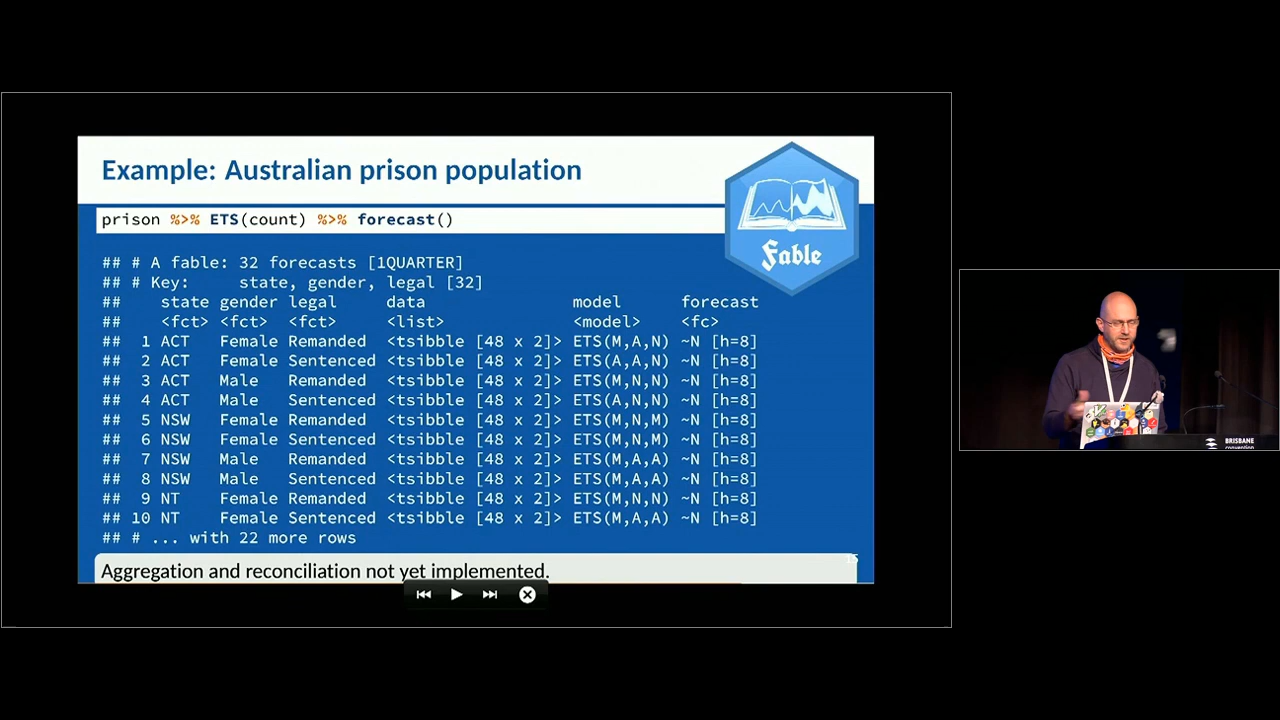 Example: Australian prison population
Fable
prison %>% ETS(count) %>% forecast()
## # A fable: 32 forecasts [1QUARTER]
## # Key:     state, gender, legal [32]
##    state gender legal     data              model      forecast
##    <fct> <fct>  <fct>     <list>            <model>    <fc>
##  1 ACT   Female Remanded  <tsibble [48 x 2]> ETS(M,A,N) ~N [h=8]
##  2 ACT   Female Sentenced <tsibble [48 x 2]> ETS(A,A,N) ~N [h=8]
##  3 ACT   Male   Remanded  <tsibble [48 x 2]> ETS(M,N,N) ~N [h=8]
##  4 ACT   Male   Sentenced <tsibble [48 x 2]> ETS(A,N,N) ~N [h=8]
##  5 NSW   Female Remanded  <tsibble [48 x 2]> ETS(M,N,M) ~N [h=8]
##  6 NSW   Female Sentenced <tsibble [48 x 2]> ETS(M,N,M) ~N [h=8]
##  7 NSW   Male   Remanded  <tsibble [48 x 2]> ETS(M,A,A) ~N [h=8]
##  8 NSW   Male   Sentenced <tsibble [48 x 2]> ETS(M,A,A) ~N [h=8]
##  9 NT    Female Remanded  <tsibble [48 x 2]> ETS(M,N,N) ~N [h=8]
## 10 NT    Female Sentenced <tsibble [48 x 2]> ETS(M,A,A) ~N [h=8]
## # ... with 22 more rows
15
Aggregation and reconciliation not yet implemented.
BRISBANE
convention